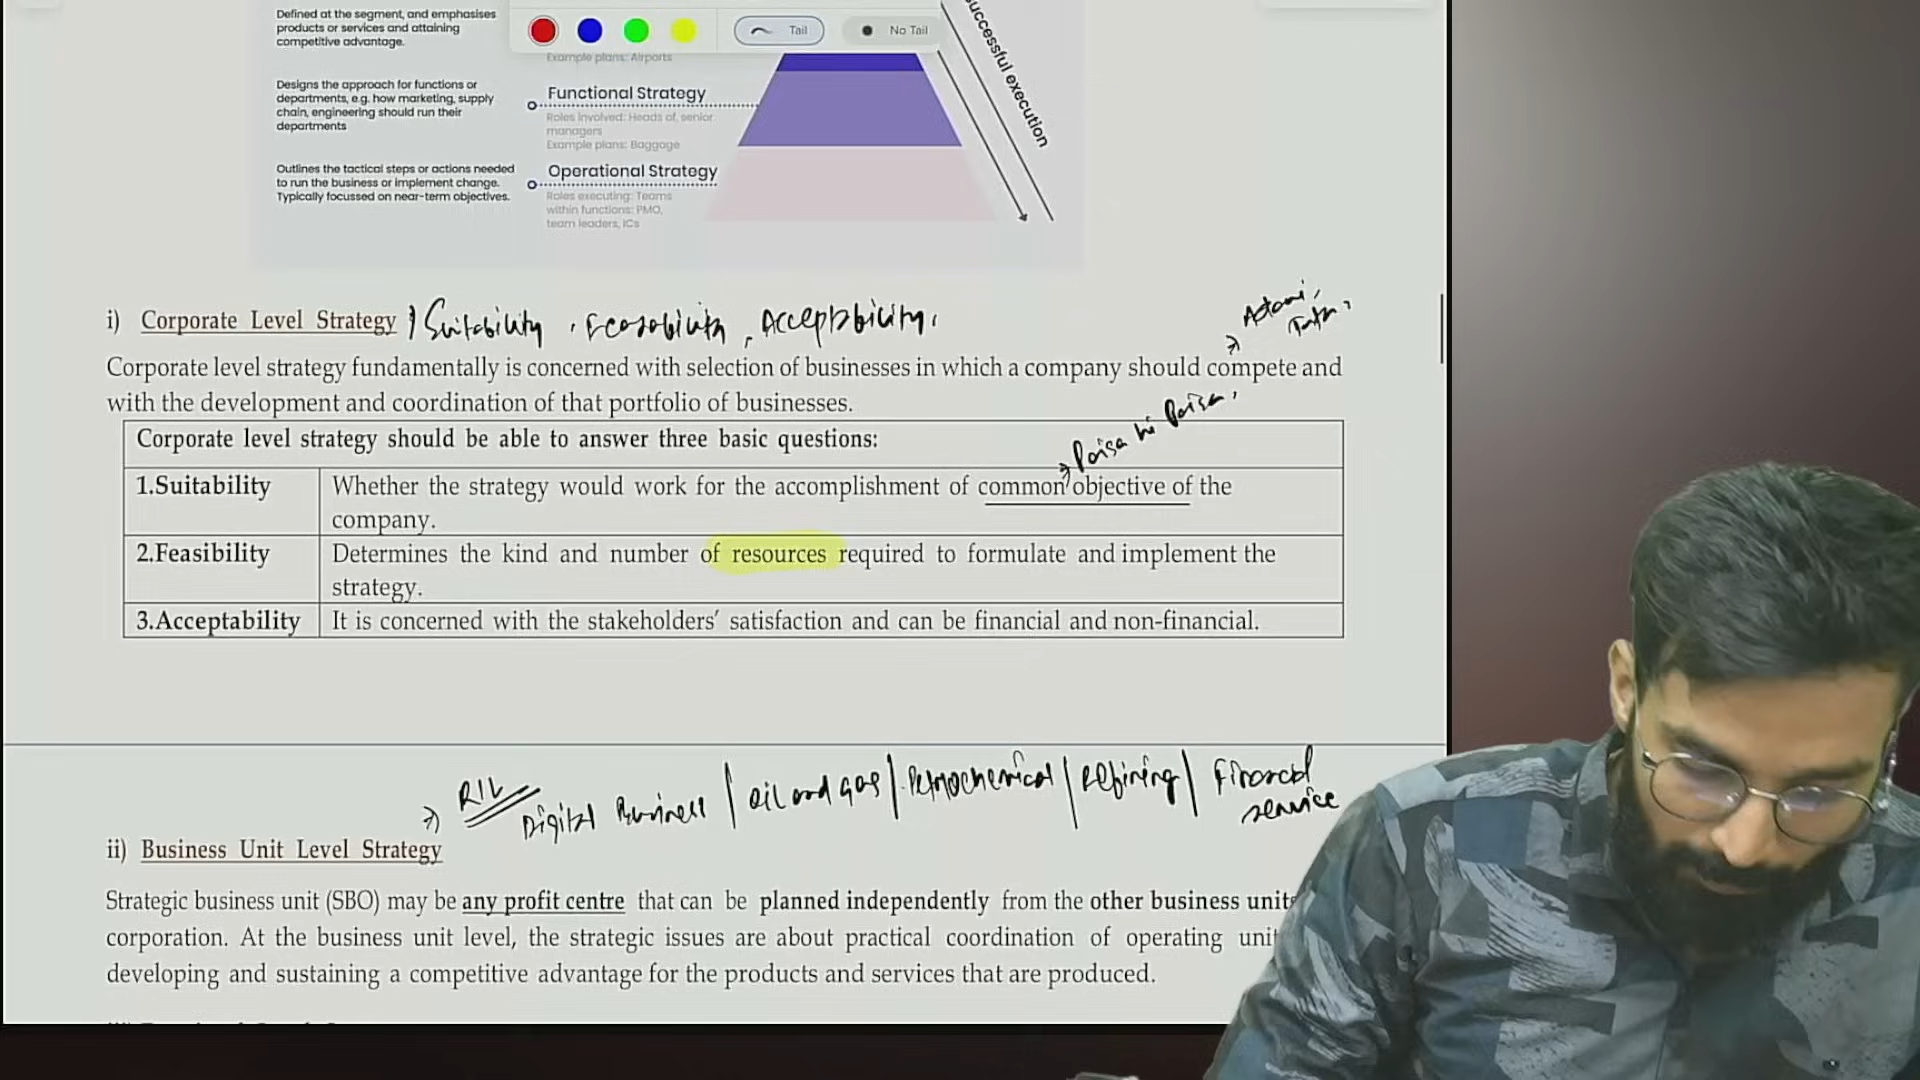 Defined at the segment, and emphasises
products or services and attaining
competitive advantage.
Tail
No Tail
Example plans: Airports
Designs the approach for functions or
departments, e.g. how marketing, supply
chain, engineering should run their
departments
Functional Strategy
Roles involved: Heads of, senior
managers
Example plans: Baggage
Outlines the tactical steps or actions needed
to run the business or implement change.
Typically focussed on near-term objectives.
Operational Strategy
Roles executing: Teams
within functions: PMO,
team leaders, ICs
successful execution
i) Corporate Level Strategy
Suitability, , Acceptability,
Adani,
Tata,
Corporate level strategy fundamentally is concerned with selection of businesses in which a company should compete and
with the development and coordination of that portfolio of businesses.
Paisa hi Paisa,
Corporate level strategy should be able to answer three basic questions:
1.Suitability Whether the strategy would work for the accomplishment of common objective of the
company.
2.Feasibility Determines the kind and number of resources required to formulate and implement the
strategy.
3.Acceptability It is concerned with the stakeholders' satisfaction and can be financial and non-financial.
RIL
Digital Business | oil and gas | Petrochemical | Refining | Financial
service
ii) Business Unit Level Strategy
Strategic business unit (SBO) may be any profit centre that can be planned independently from the other business units
corporation. At the business unit level, the strategic issues are about practical coordination of operating
developing and sustaining a competitive advantage for the products and services that are produced.